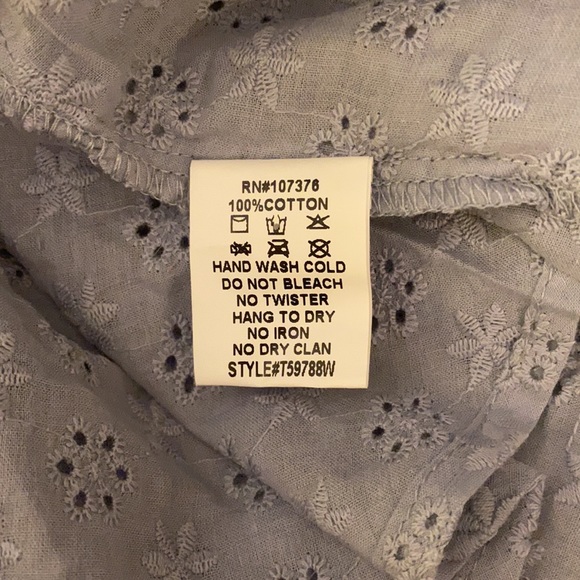 RN#107376
100%COTTON
HAND WASH COLD
DO NOT BLEACH
NO TWISTER
HANG TO DRY
NO IRON
NO DRY CLAN
STYLE#T59788W